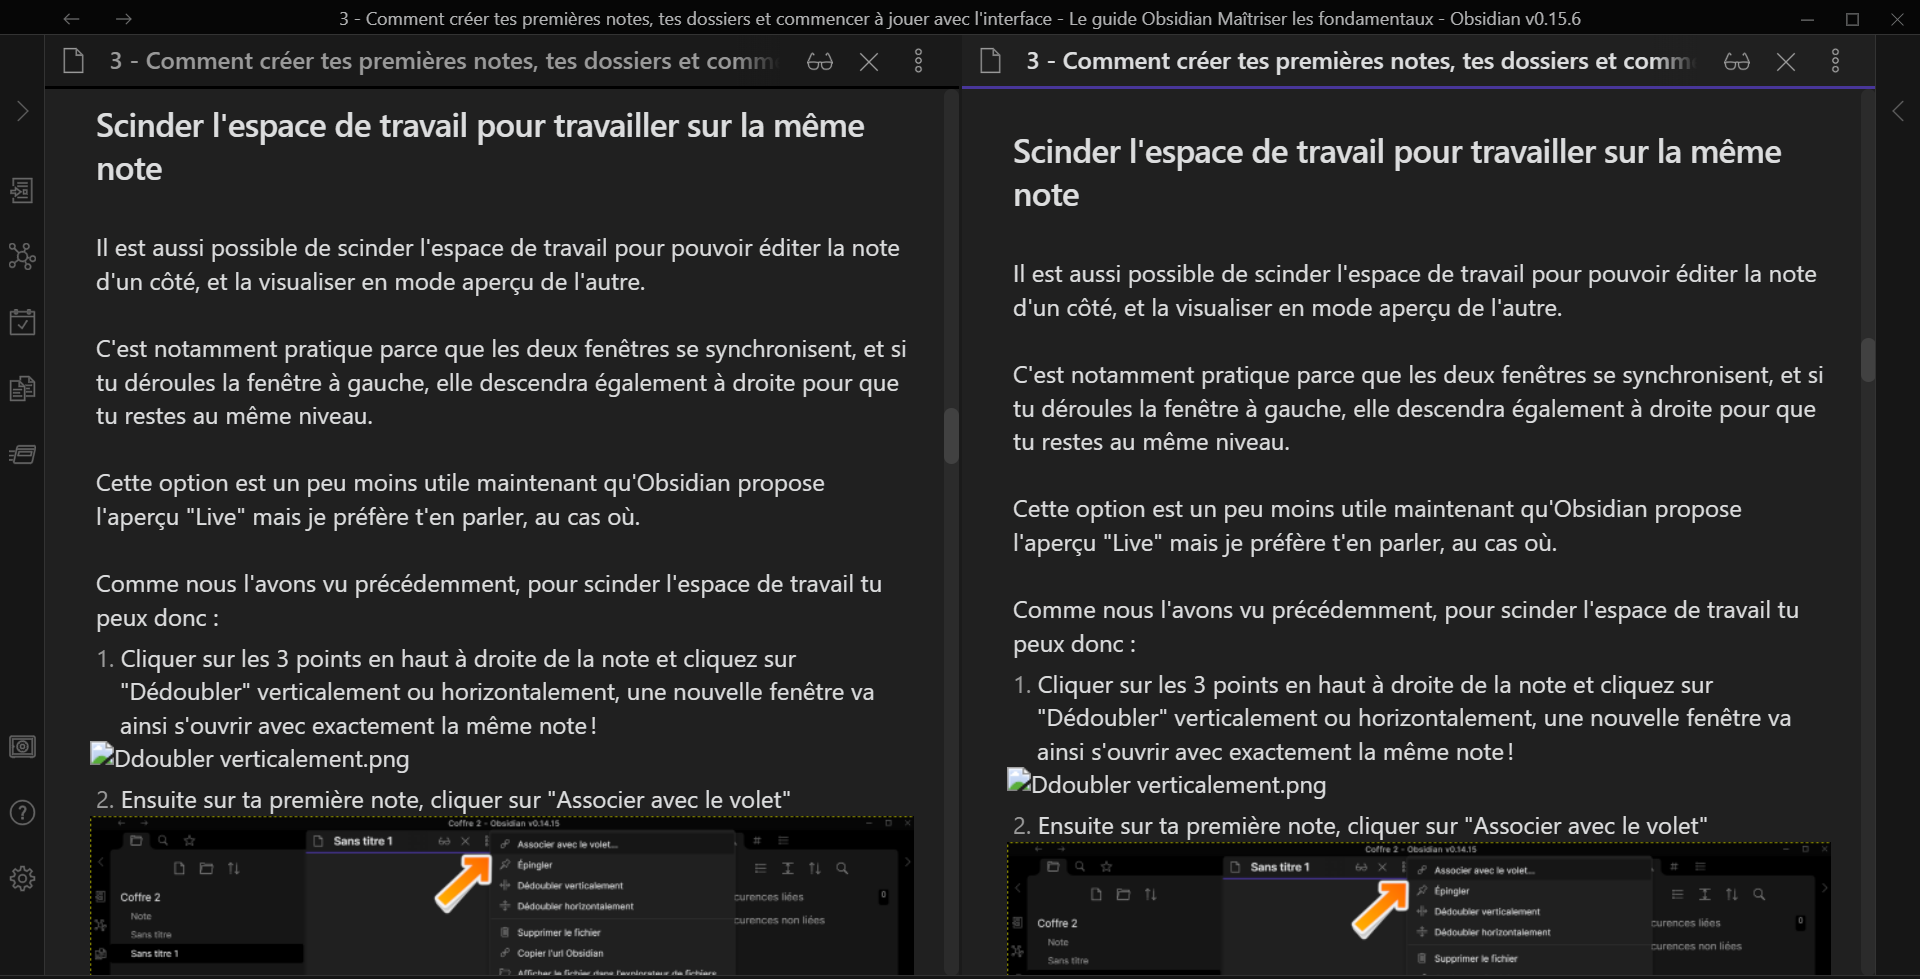 3 - Comment créer tes premières notes, tes dossiers et commencer à jouer avec l'interface - Le guide Obsidian Maîtriser les fondamentaux - Obsidian v0.15.6
3 - Comment créer tes premières notes, tes dossiers et comm
Scinder l'espace de travail pour travailler sur la même
note
Il est aussi possible de scinder l'espace de travail pour pouvoir éditer la note
d'un côté, et la visualiser en mode aperçu de l'autre.
C'est notamment pratique parce que les deux fenêtres se synchronisent, et si
tu déroules la fenêtre à gauche, elle descendra également à droite pour que
tu restes au même niveau.
Cette option est un peu moins utile maintenant qu'Obsidian propose
l'aperçu "Live" mais je préfère t'en parler, au cas où.
Comme nous l'avons vu précédemment, pour scinder l'espace de travail tu
peux donc :
1. Cliquer sur les 3 points en haut à droite de la note et cliquez sur
"Dédoubler" verticalement ou horizontalement, une nouvelle fenêtre va
ainsi s'ouvrir avec exactement la même note !
Ddoubler verticalement.png
2. Ensuite sur ta première note, cliquer sur "Associer avec le volet"
Coffre 2 - Obsidian v0.14.15
Sans titre 1
Associer avec le volet...
Épingler
Dédoubler verticalement
Dédoubler horizontalement
Supprimer le fichier
Copier l'url Obsidian
Afficher le fichier dans l'explorateur de fichiers
Coffre 2
Note
Sans titre
Sans titre 1
curences liées
0
curences non liées
3 - Comment créer tes premières notes, tes dossiers et comm
Scinder l'espace de travail pour travailler sur la même
note
Il est aussi possible de scinder l'espace de travail pour pouvoir éditer la note
d'un côté, et la visualiser en mode aperçu de l'autre.
C'est notamment pratique parce que les deux fenêtres se synchronisent, et si
tu déroules la fenêtre à gauche, elle descendra également à droite pour que
tu restes au même niveau.
Cette option est un peu moins utile maintenant qu'Obsidian propose
l'aperçu "Live" mais je préfère t'en parler, au cas où.
Comme nous l'avons vu précédemment, pour scinder l'espace de travail tu
peux donc :
1. Cliquer sur les 3 points en haut à droite de la note et cliquez sur
"Dédoubler" verticalement ou horizontalement, une nouvelle fenêtre va
ainsi s'ouvrir avec exactement la même note !
Ddoubler verticalement.png
2. Ensuite sur ta première note, cliquer sur "Associer avec le volet"
Coffre 2 - Obsidian v0.14.15
Sans titre 1
Associer avec le volet...
Épingler
Dédoubler verticalement
Dédoubler horizontalement
Supprimer le fichier
Coffre 2
Note
Sans titre
curences liées
0
curences non liées